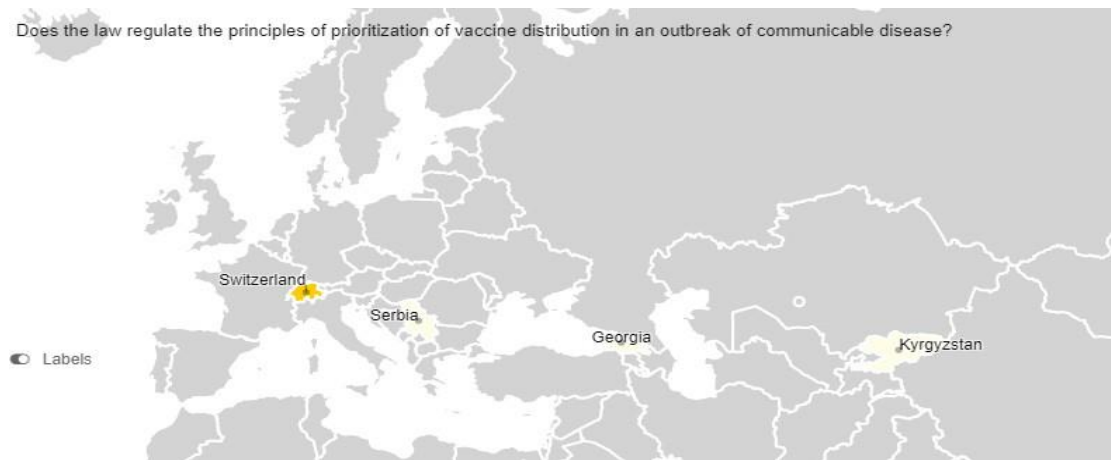 Does the law regulate the principles of prioritization of vaccine distribution in an outbreak of communicable disease?
Switzerland
Serbia
Georgia
Kyrgyzstan
Labels